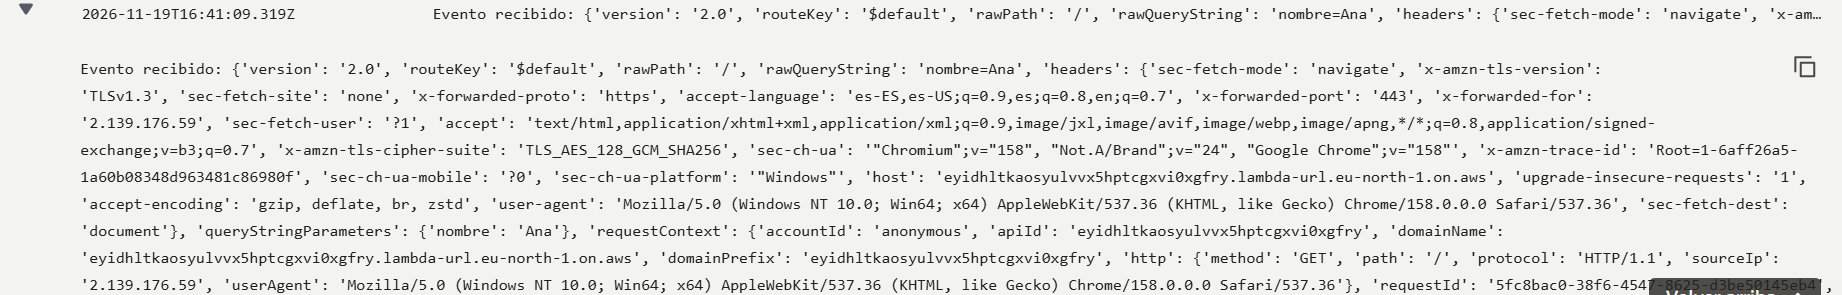 2026-11-19T16:41:09.319Z Evento recibido: {'version': '2.0', 'routeKey': '$default', 'rawPath': '/', 'rawQueryString': 'nombre=Ana', 'headers': {'sec-fetch-mode': 'navigate', 'x-am…
Evento recibido: {'version': '2.0', 'routeKey': '$default', 'rawPath': '/', 'rawQueryString': 'nombre=Ana', 'headers': {'sec-fetch-mode': 'navigate', 'x-amzn-tls-version':
'TLSv1.3', 'sec-fetch-site': 'none', 'x-forwarded-proto': 'https', 'accept-language': 'es-ES,es-US;q=0.9,es;q=0.8,en;q=0.7', 'x-forwarded-port': '443', 'x-forwarded-for':
'2.139.176.59', 'sec-fetch-user': '?1', 'accept': 'text/html,application/xhtml+xml,application/xml;q=0.9,image/jxl,image/avif,image/webp,image/apng,*/*;q=0.8,application/signed-
exchange;v=b3;q=0.7', 'x-amzn-tls-cipher-suite': 'TLS_AES_128_GCM_SHA256', 'sec-ch-ua': '"Chromium";v="158", "Not.A/Brand";v="24", "Google Chrome";v="158"', 'x-amzn-trace-id': 'Root=1-6aff26a5-
1a60b08348d963481c86980f', 'sec-ch-ua-mobile': '?0', 'sec-ch-ua-platform': '"Windows"', 'host': 'eyidhltkaosyulvvx5hptcgxvi0xgfry.lambda-url.eu-north-1.on.aws', 'upgrade-insecure-requests': '1',
'accept-encoding': 'gzip, deflate, br, zstd', 'user-agent': 'Mozilla/5.0 (Windows NT 10.0; Win64; x64) AppleWebKit/537.36 (KHTML, like Gecko) Chrome/158.0.0.0 Safari/537.36', 'sec-fetch-dest':
'document'}, 'queryStringParameters': {'nombre': 'Ana'}, 'requestContext': {'accountId': 'anonymous', 'apiId': 'eyidhltkaosyulvvx5hptcgxvi0xgfry', 'domainName':
'eyidhltkaosyulvvx5hptcgxvi0xgfry.lambda-url.eu-north-1.on.aws', 'domainPrefix': 'eyidhltkaosyulvvx5hptcgxvi0xgfry', 'http': {'method': 'GET', 'path': '/', 'protocol': 'HTTP/1.1', 'sourceIp':
'2.139.176.59', 'userAgent': 'Mozilla/5.0 (Windows NT 10.0; Win64; x64) AppleWebKit/537.36 (KHTML, like Gecko) Chrome/158.0.0.0 Safari/537.36'}, 'requestId': '5fc8bac0-38f6-4547-8625-d3be50145eb4',